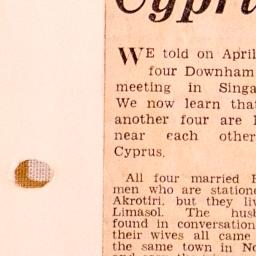 Cypru
WE told on April
four Downham
meeting in Singa
We now learn that
another four are
near each other
Cyprus.
All four married
men who are statione
Akrotiri, but they liv
Limasol. The hus
found in conversation
their wives all came
the same town in No